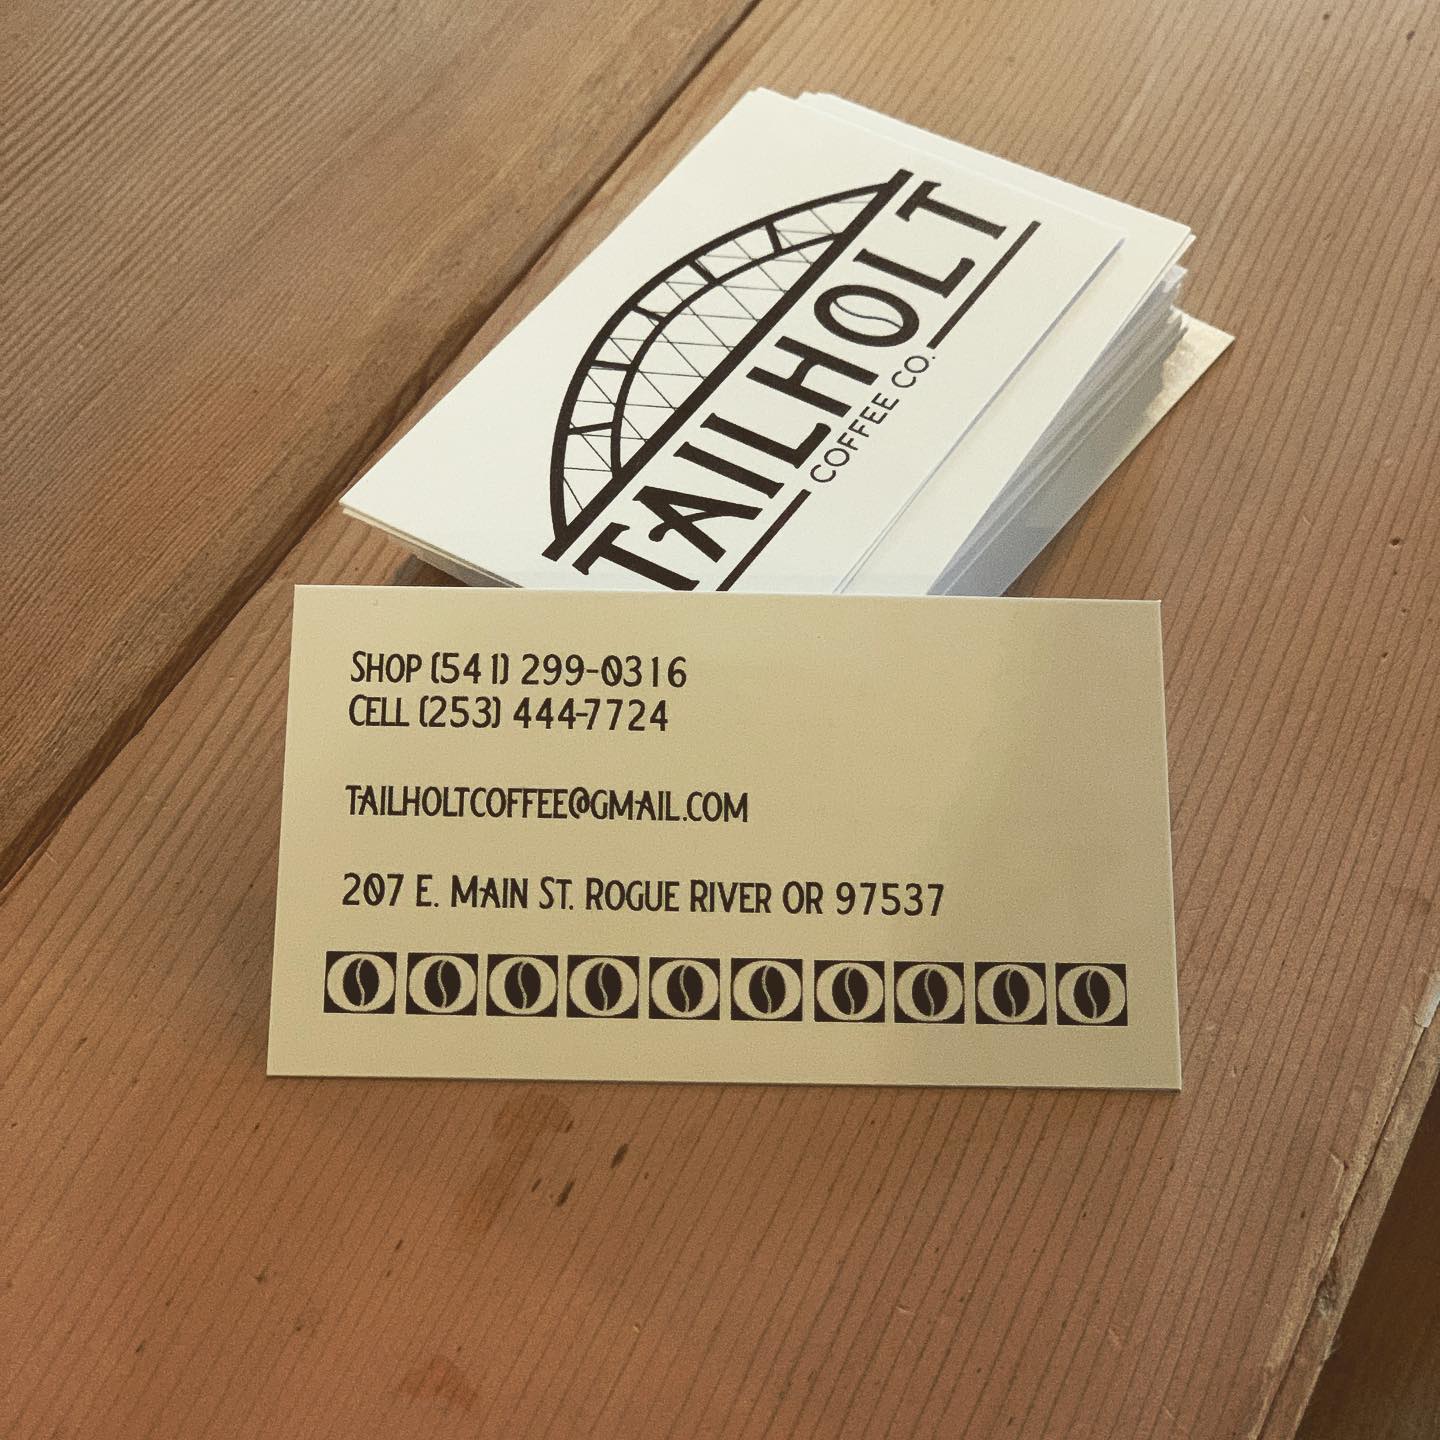 TAILHOLT
COFFEE CO.
SHOP (541) 299-0316
CELL (253) 444-7724
TAILHOLTCOFFEE@GMAIL.COM
207 E. MAIN ST. ROGUE RIVER OR 97537